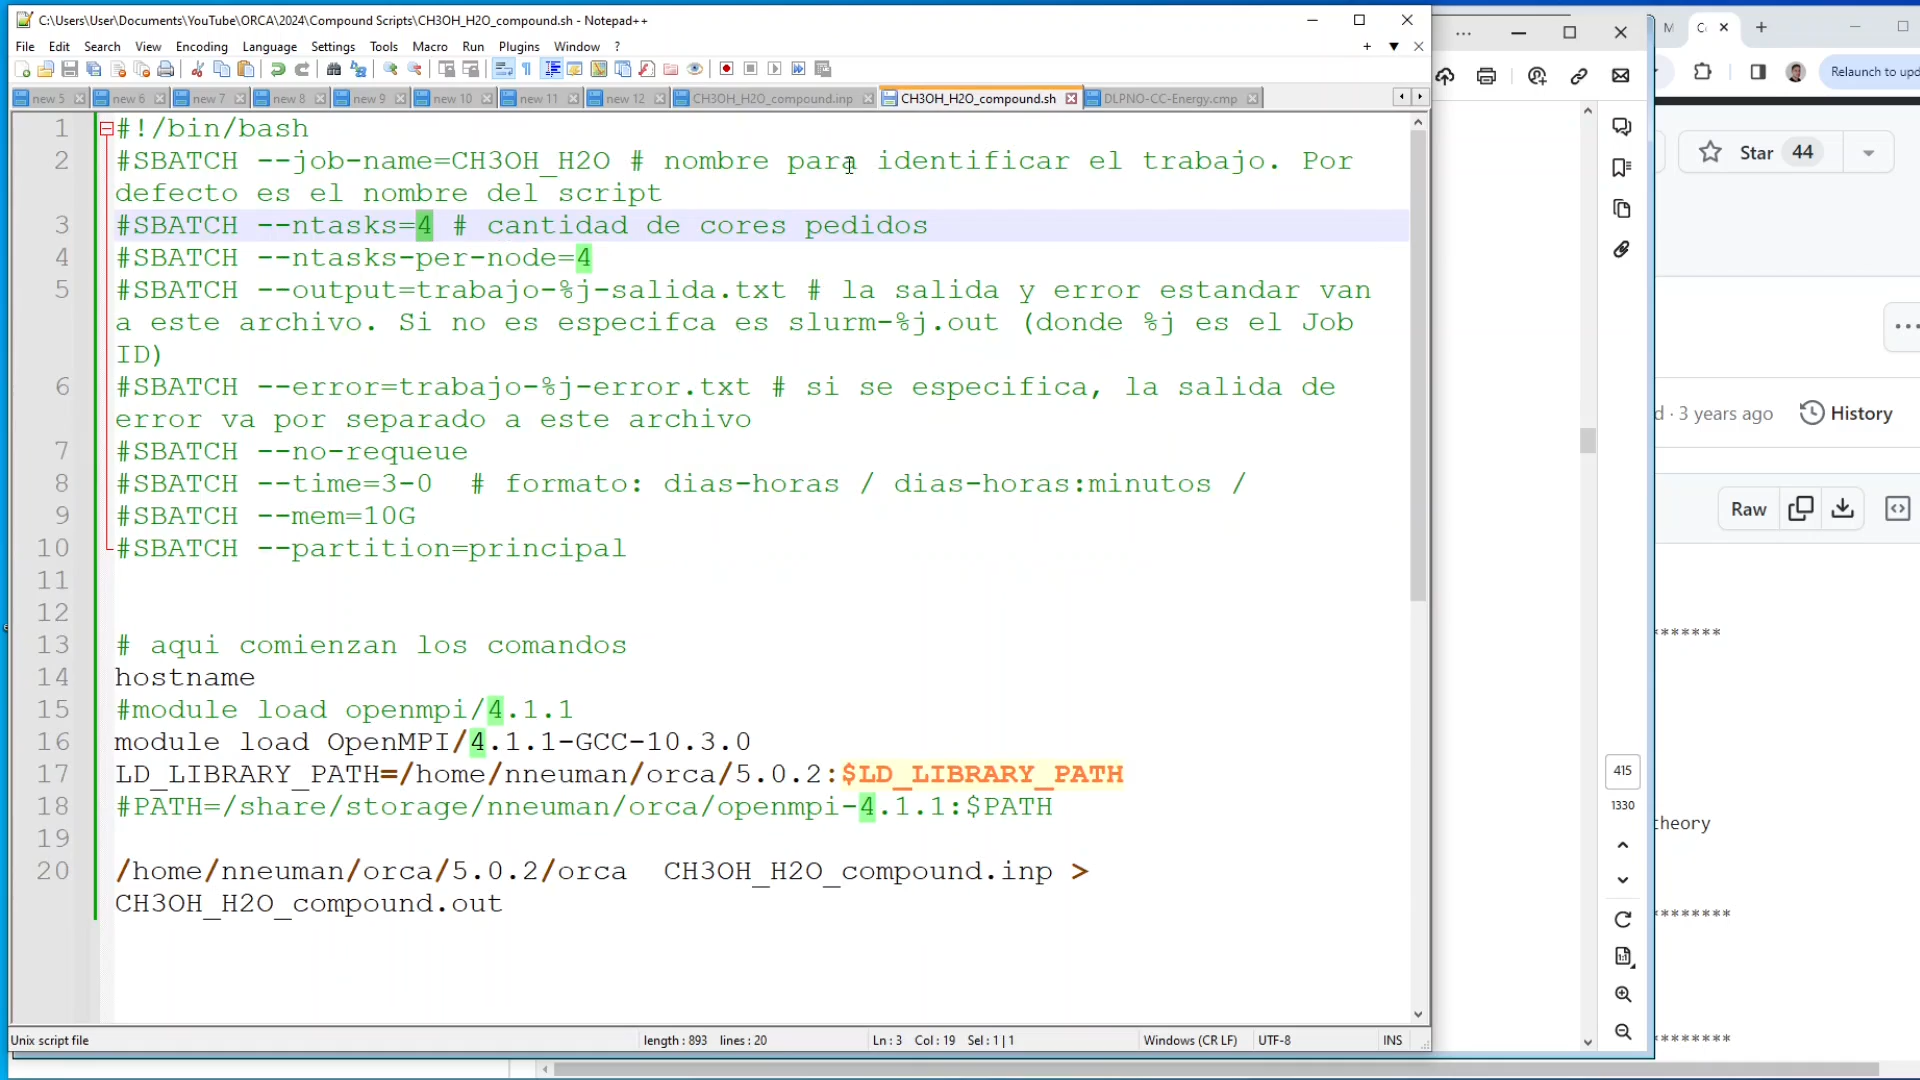 C:\Users\User\Documents\YouTube\ORCA\2024\Compound Scripts\CH3OH_H2O_compound.sh - Notepad++
File Edit Search View Encoding Language Settings Tools Macro Run Plugins Window ?
new 5 new 6 new 7 new 8 new 9 new 10 new 11 new 12 CH3OH_H2O_compound.inp CH3OH_H2O_compound.sh DLPNO-CC-Energy.cmp
1 #!/bin/bash
2 #SBATCH --job-name=CH3OH_H2O # nombre para identificar el trabajo. Por
defecto es el nombre del script
3 #SBATCH --ntasks=4 # cantidad de cores pedidos
4 #SBATCH --ntasks-per-node=4
5 #SBATCH --output=trabajo-%j-salida.txt # la salida y error estandar van
a este archivo. Si no es especifca es slurm-%j.out (donde %j es el Job
ID)
6 #SBATCH --error=trabajo-%j-error.txt # si se especifica, la salida de
error va por separado a este archivo
7 #SBATCH --no-requeue
8 #SBATCH --time=3-0  # formato: dias-horas / dias-horas:minutos /
9 #SBATCH --mem=10G
10 #SBATCH --partition=principal
11
12
13 # aqui comienzan los comandos
14 hostname
15 #module load openmpi/4.1.1
16 module load OpenMPI/4.1.1-GCC-10.3.0
17 LD_LIBRARY_PATH=/home/nneuman/orca/5.0.2:$LD_LIBRARY_PATH
18 #PATH=/share/storage/nneuman/orca/openmpi-4.1.1:$PATH
19
20 /home/nneuman/orca/5.0.2/orca  CH3OH_H2O_compound.inp >
CH3OH_H2O_compound.out
Unix script file length : 893 lines : 20 Ln : 3 Col : 19 Sel : 1 | 1 Windows (CR LF) UTF-8 INS
415
1330
Relaunch to upd
Star 44
d · 3 years ago History
Raw
*******
theory
********
********